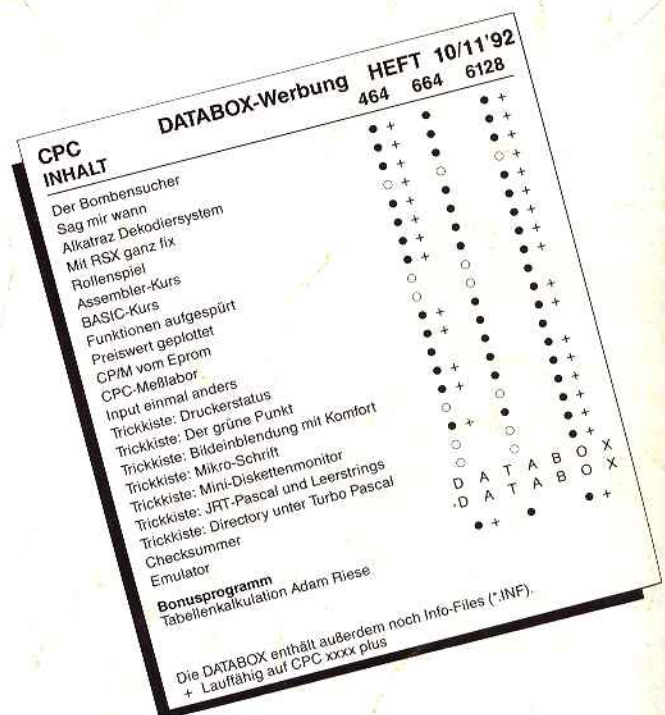 CPC DATABOX-Werbung HEFT 10/11'92
INHALT 464 664 6128
Der Bombensucher ● + ● ● +
Sag mir wann ● + ● ● +
Alkatraz Dekodiersystem ● + ● ● +
Mit RSX ganz fix ○ + ○ ○ +
Rollenspiel ● + ● ● +
Assembler-Kurs ● + ● ● +
BASIC-Kurs ● + ● ● +
Funktionen aufgespürt ● + ● ● +
Preiswert geplottet ○ ○ ● +
CP/M vom Eprom ○ ○ ●
CPC-Meßlabor ● + ● ● +
Input einmal anders ● + ● ● +
Trickkiste: Druckerstatus ● ● ●
Trickkiste: Der grüne Punkt ● + ● ● +
Trickkiste: Bildeinblendung mit Komfort ● + ● ● +
Trickkiste: Mikro-Schrift ○ ○ ● +
Trickkiste: Mini-Diskettenmonitor ● + ● ● +
Trickkiste: JRT-Pascal und Leerstrings ○ ○ ● +
Trickkiste: Directory unter Turbo Pascal ○ ○ ● +
Checksummer D A T A B O X
Emulator D A T A B O X
Bonusprogramm
Tabellenkalkulation Adam Riese ● + ● ● +
Die DATABOX enthält außerdem noch Info-Files (*.INF).
+ Lauffähig auf CPC xxxx plus